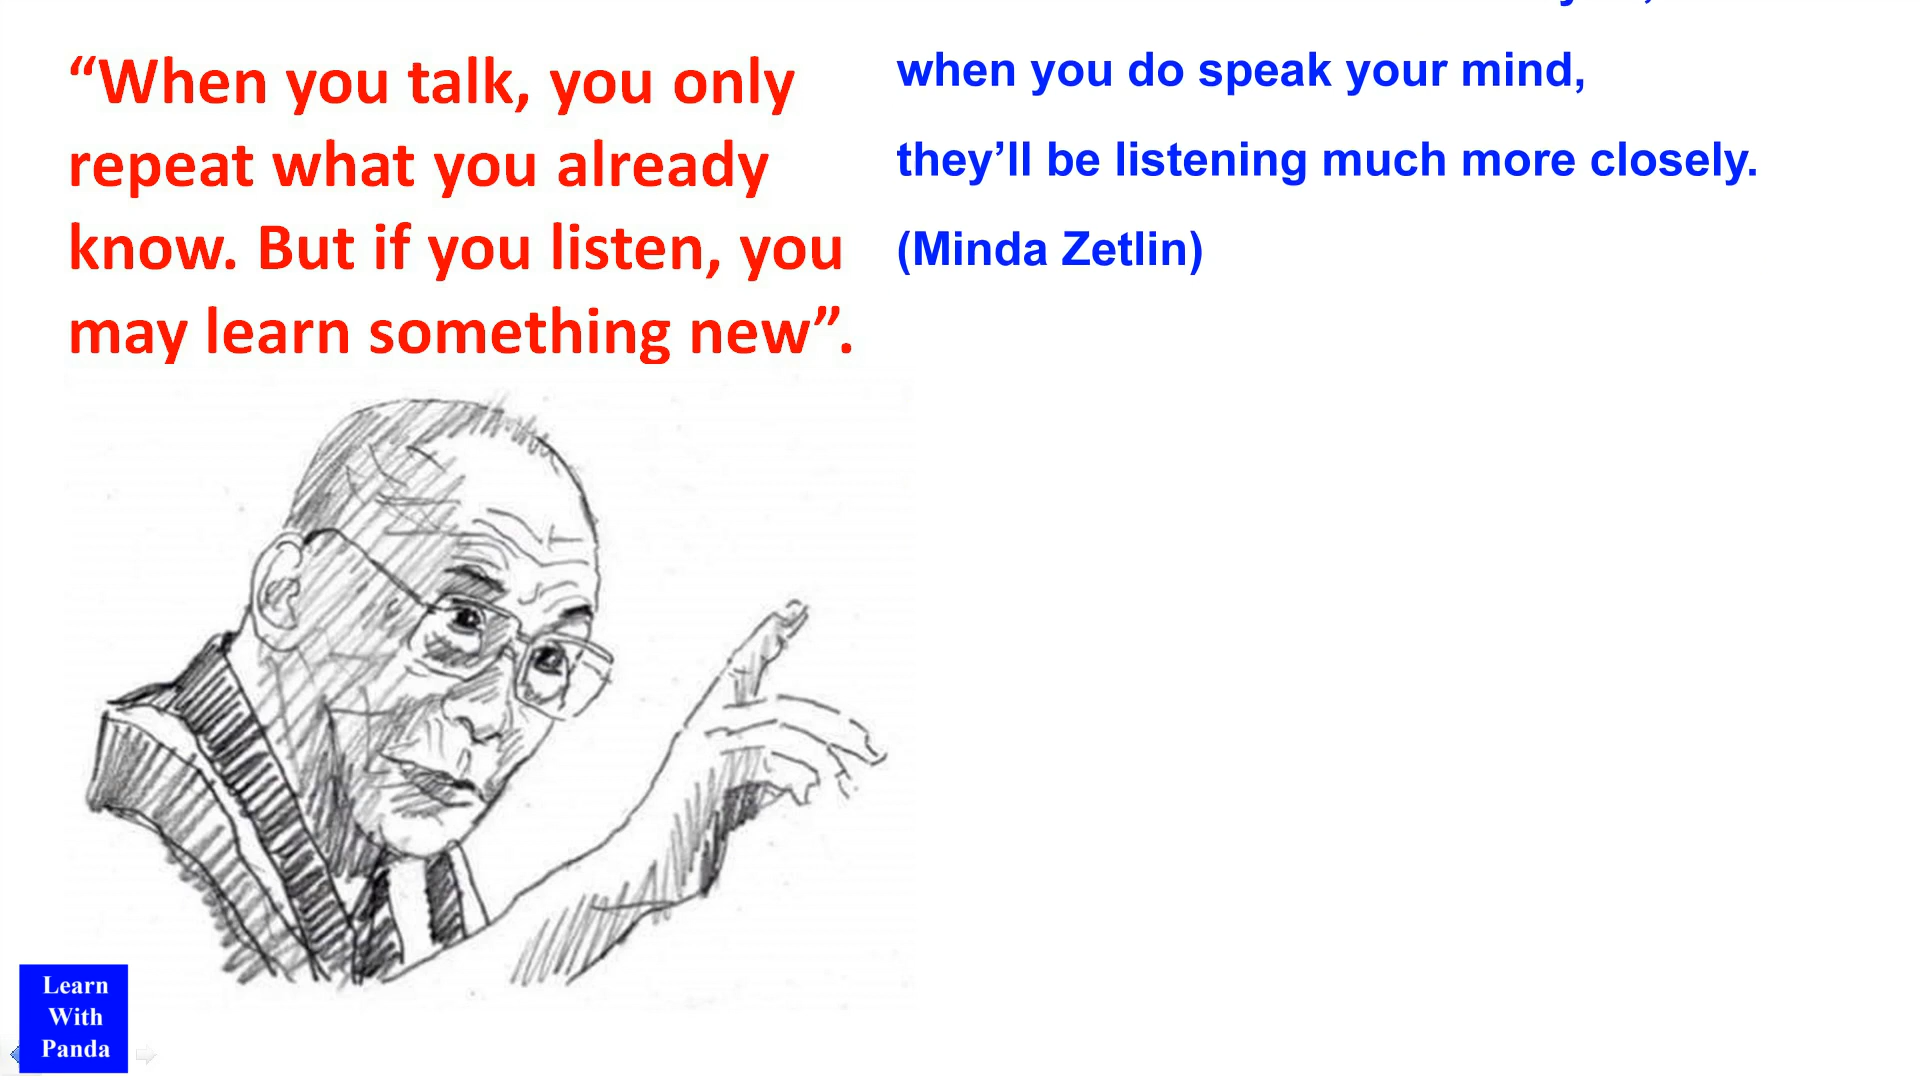 “When you talk, you only
repeat what you already
know. But if you listen, you
may learn something new”.
when you do speak your mind,
they’ll be listening much more closely.
(Minda Zetlin)
Learn
With
Panda